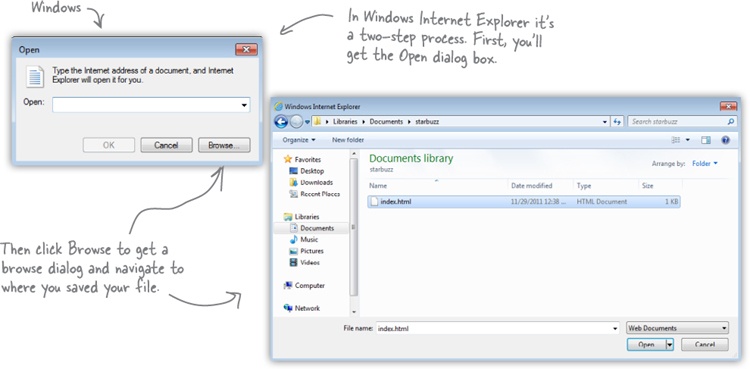 Windows
In Windows Internet Explorer it's
a two-step process. First, you'll
get the Open dialog box.
Open
Type the Internet address of a document, and Internet
Explorer will open it for you.
Open:
OK Cancel Browse...
Then click Browse to get a
browse dialog and navigate to
where you saved your file.
Windows Internet Explorer
Libraries Documents starbuzz
Search starbuzz
Organize New folder
Favorites
Desktop
Downloads
Recent Places
Libraries
Documents
Music
Pictures
Videos
Computer
Network
Documents library
starbuzz
Arrange by: Folder
Name Date modified Type Size
index.html 11/29/2011 12:38 ... HTML Document 1 KB
File name: index.html Web Documents
Open Cancel